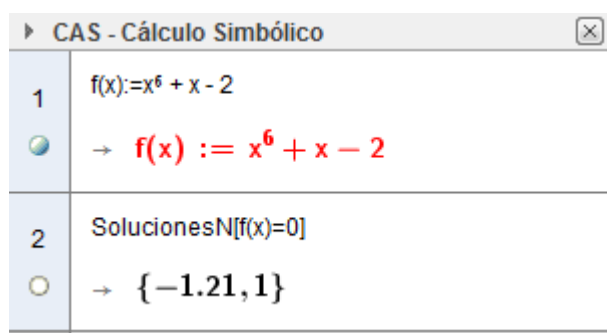 CAS - Cálculo Simbólico
1
f(x):=x⁶ + x - 2
→ f(x) := x⁶ + x − 2
2
SolucionesN[f(x)=0]
→ {−1.21, 1}